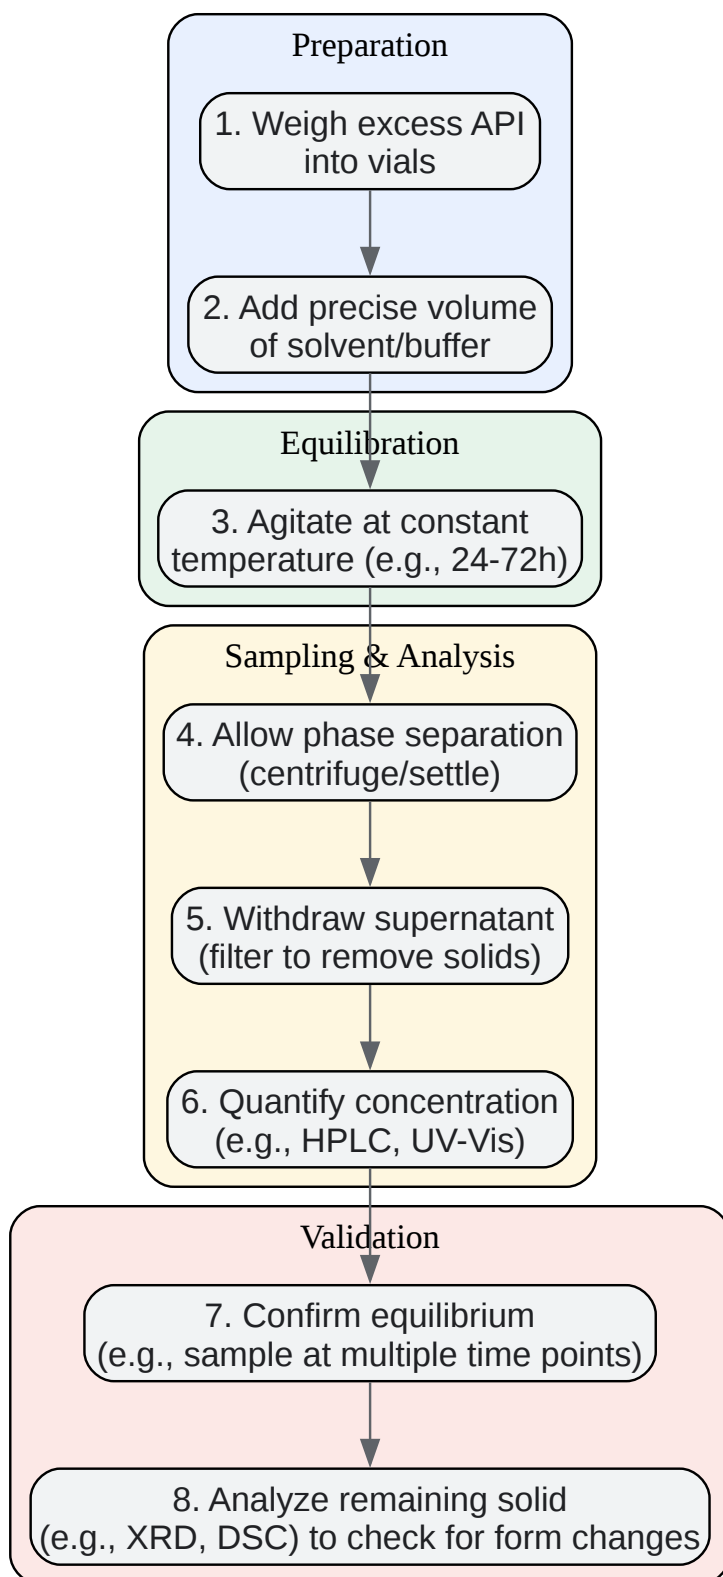 Preparation
1. Weigh excess API
into vials
2. Add precise volume
of solvent/buffer
Equilibration
3. Agitate at constant
temperature (e.g., 24-72h)
Sampling & Analysis
4. Allow phase separation
(centrifuge/settle)
5. Withdraw supernatant
(filter to remove solids)
6. Quantify concentration
(e.g., HPLC, UV-Vis)
Validation
7. Confirm equilibrium
(e.g., sample at multiple time points)
8. Analyze remaining solid
(e.g., XRD, DSC) to check for form changes